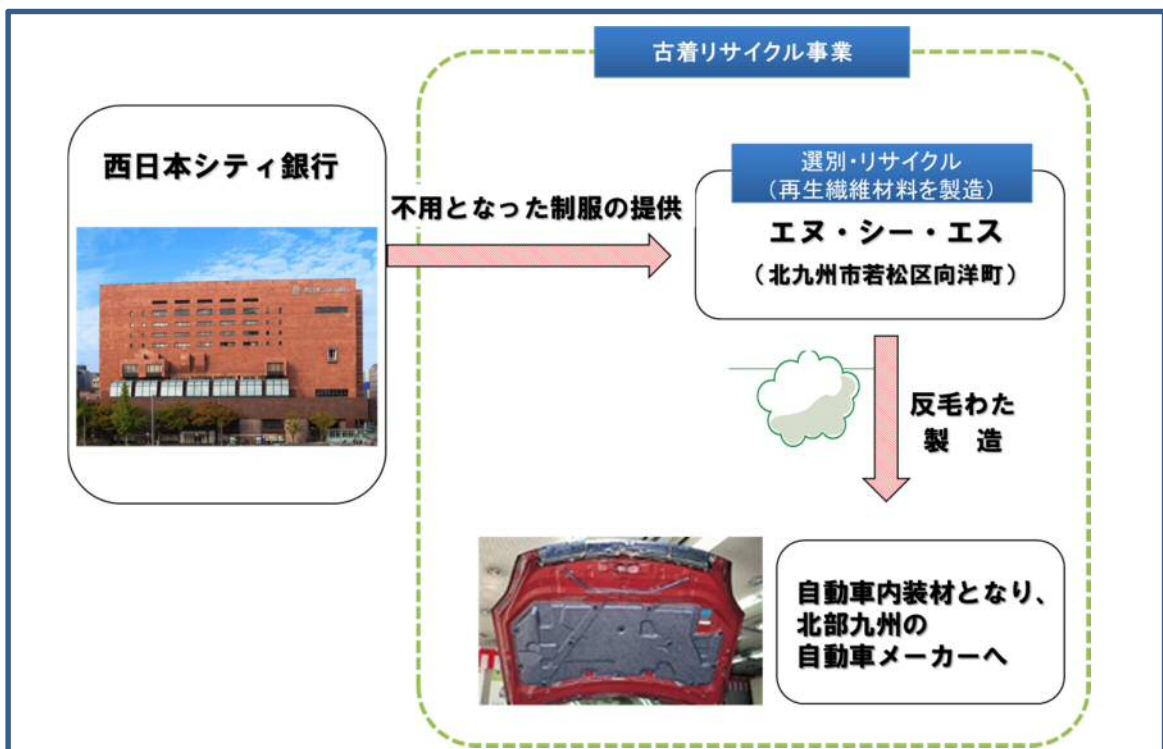 古着リサイクル事業
西日本シティ銀行
不用となった制服の提供
選別・リサイクル
（再生繊維材料を製造）
エヌ・シー・エス
（北九州市若松区向洋町）
反毛わた
製　造
自動車内装材となり、
北部九州の
自動車メーカーへ